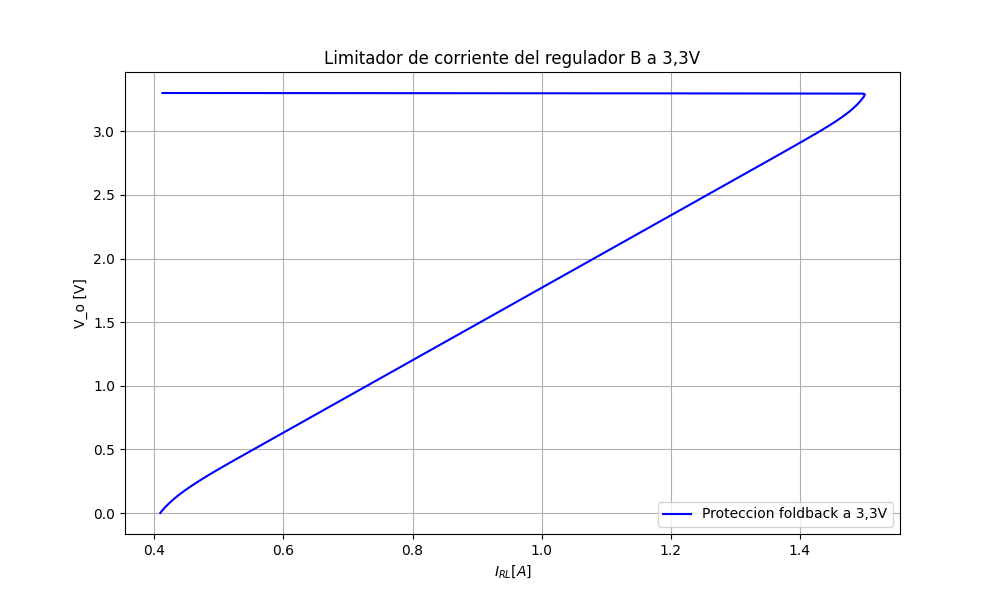 Limitador de corriente del regulador B a 3,3V
V_o [V]
3.0
2.5
2.0
1.5
1.0
0.5
0.0
Proteccion foldback a 3,3V
0.4 0.6 0.8 1.0 1.2 1.4
I_{RL}[A]